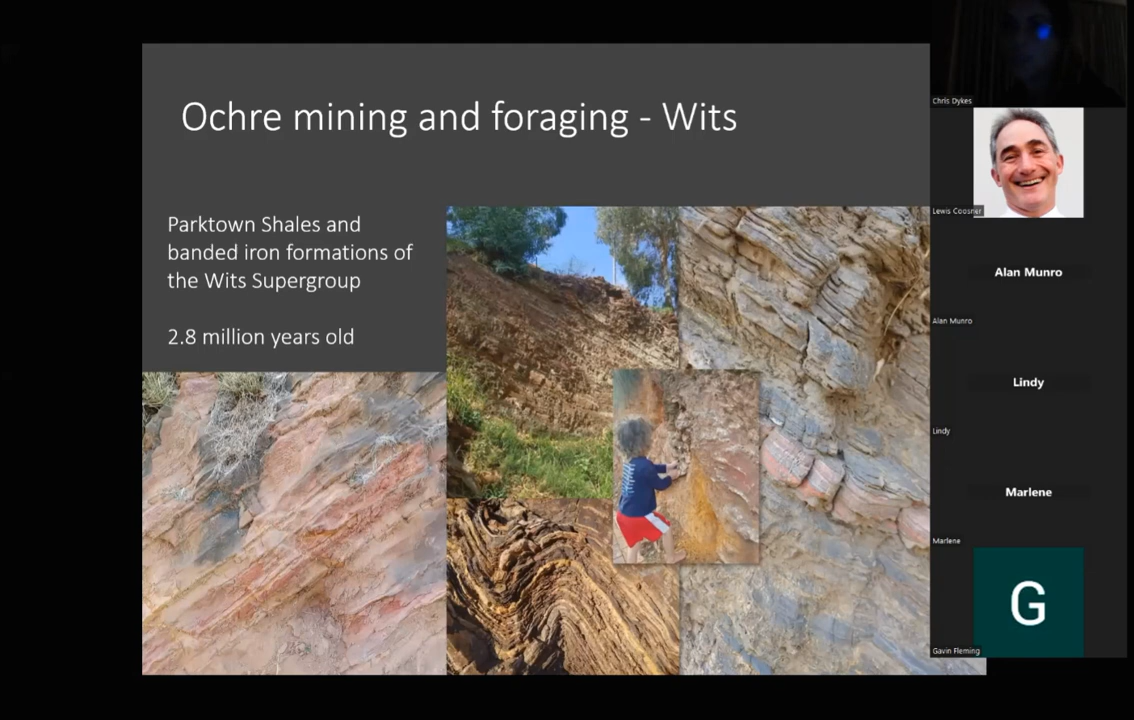 Ochre mining and foraging - Wits
Parktown Shales and
banded iron formations of
the Wits Supergroup
2.8 million years old
Chris Dykes
Lewis Coosner
Alan Munro
Alan Munro
Lindy
Lindy
Marlene
Marlene
G
Gavin Fleming